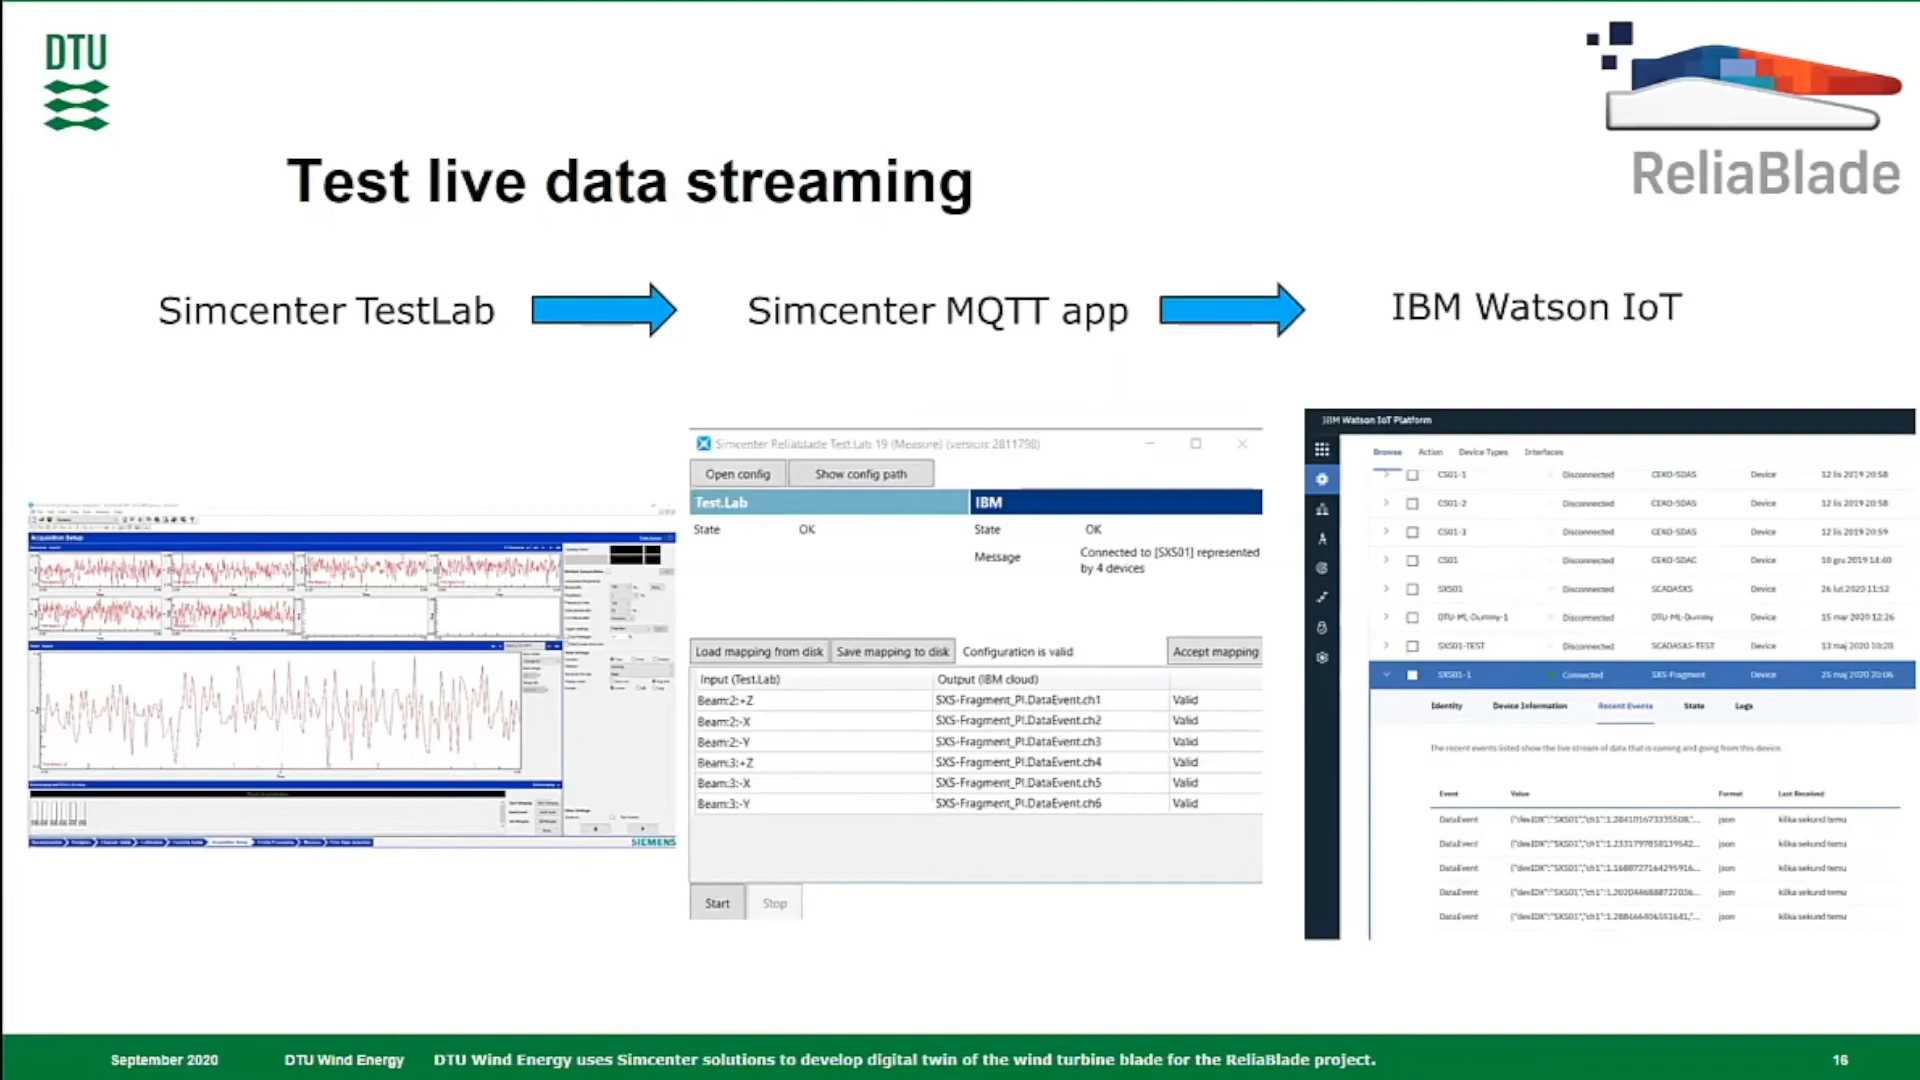 DTU
ReliaBlade
Test live data streaming
Simcenter TestLab
Simcenter MQTT app
IBM Watson IoT
Acquisition Setup
SIEMENS
Simcenter Reliablade Test.Lab 19 (Measure) (version: 2811798)
Open config
Show config path
Test.Lab
IBM
State OK
State OK
Message Connected to [SXS01] represented
by 4 devices
Load mapping from disk Save mapping to disk Configuration is valid Accept mapping
Input (Test.Lab) Output (IBM cloud)
Beam:2:+Z SXS-Fragment_PI.DataEvent.ch1 Valid
Beam:2:-X SXS-Fragment_PI.DataEvent.ch2 Valid
Beam:2:-Y SXS-Fragment_PI.DataEvent.ch3 Valid
Beam:3:+Z SXS-Fragment_PI.DataEvent.ch4 Valid
Beam:3:-X SXS-Fragment_PI.DataEvent.ch5 Valid
Beam:3:-Y SXS-Fragment_PI.DataEvent.ch6 Valid
Start Stop
IBM Watson IoT Platform
Browse Action Device Types Interfaces
CS01-1 Disconnected CEKO-SDAS Device 12 lis 2019 20:58
CS01-2 Disconnected CEKO-SDAS Device 12 lis 2019 20:58
CS01-3 Disconnected CEKO-SDAS Device 12 lis 2019 20:59
CS01 Disconnected CEKO-SDAC Device 10 gru 2019 14:40
SXS01 Disconnected SCADASXS Device 26 lut 2020 11:52
DTU-ML-Dummy-1 Disconnected DTU-ML-Dummy Device 15 mar 2020 12:26
SXS01-TEST Disconnected SCADASXS-TEST Device 13 maj 2020 10:20
SXS01-1 Connected SXS-Fragment Device 25 maj 2020 20:06
Identity Device Information Recent Events State Logs
The recent events listed show the live stream of data that is coming and going from this device.
Event Value Format Last Received
DataEvent {"devIDX":"SXS01","ch1":1.284101673335508,"... json kilka sekund temu
DataEvent {"devIDX":"SXS01","ch1":1.2331797858139542... json kilka sekund temu
DataEvent {"devIDX":"SXS01","ch1":1.1688727164295916... json kilka sekund temu
DataEvent {"devIDX":"SXS01","ch1":1.2020446888722036... json kilka sekund temu
DataEvent {"devIDX":"SXS01","ch1":1.288466406551641,"... json kilka sekund temu
September 2020 DTU Wind Energy DTU Wind Energy uses Simcenter solutions to develop digital twin of the wind turbine blade for the ReliaBlade project. 16